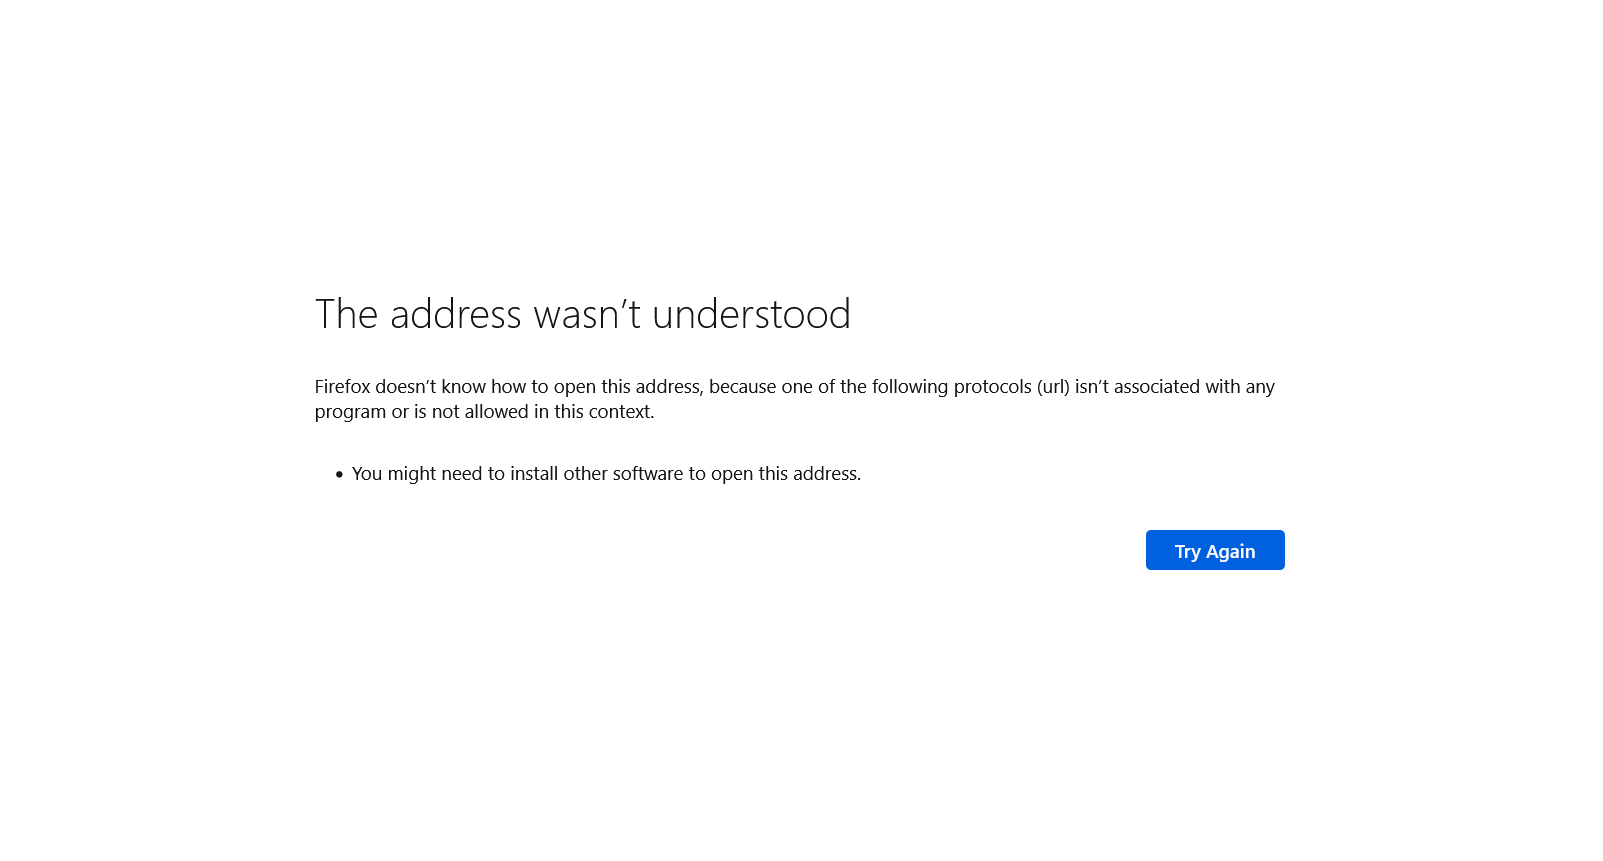 The address wasn’t understood
Firefox doesn’t know how to open this address, because one of the following protocols (url) isn’t associated with any
program or is not allowed in this context.
• You might need to install other software to open this address.
Try Again